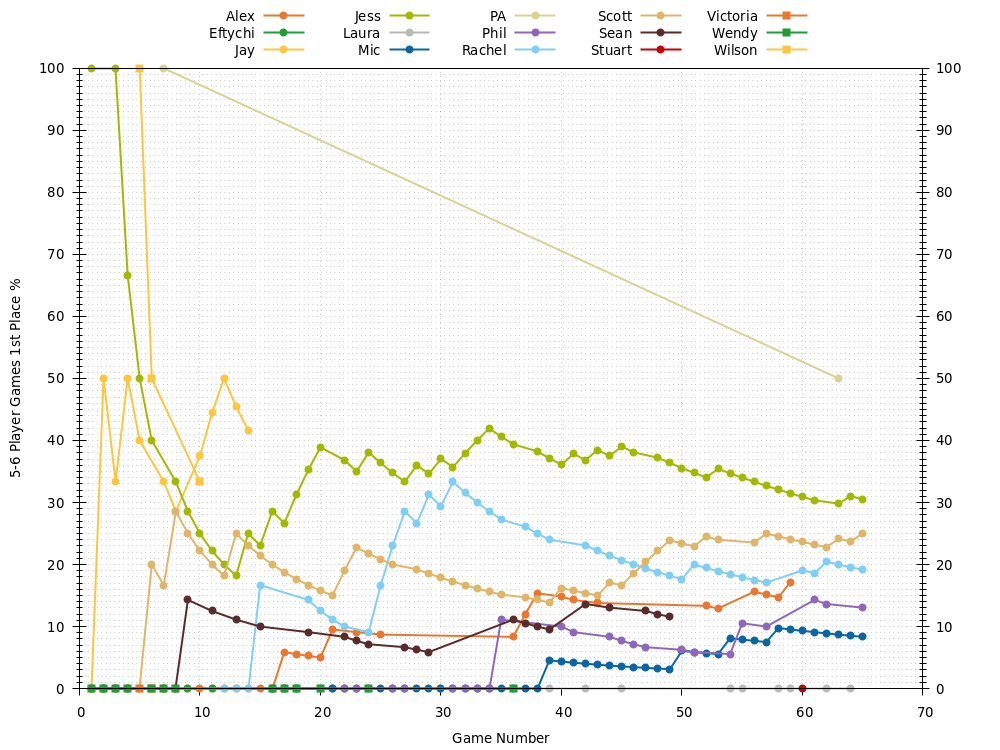 Alex Jess PA Scott Victoria
Eftychi Laura Phil Sean Wendy
Jay Mic Rachel Stuart Wilson
100 100
90 90
80 80
70 70
60 60
50 50
40 40
30 30
20 20
10 10
0 0
0 10 20 30 40 50 60 70
5-6 Player Games 1st Place %
Game Number